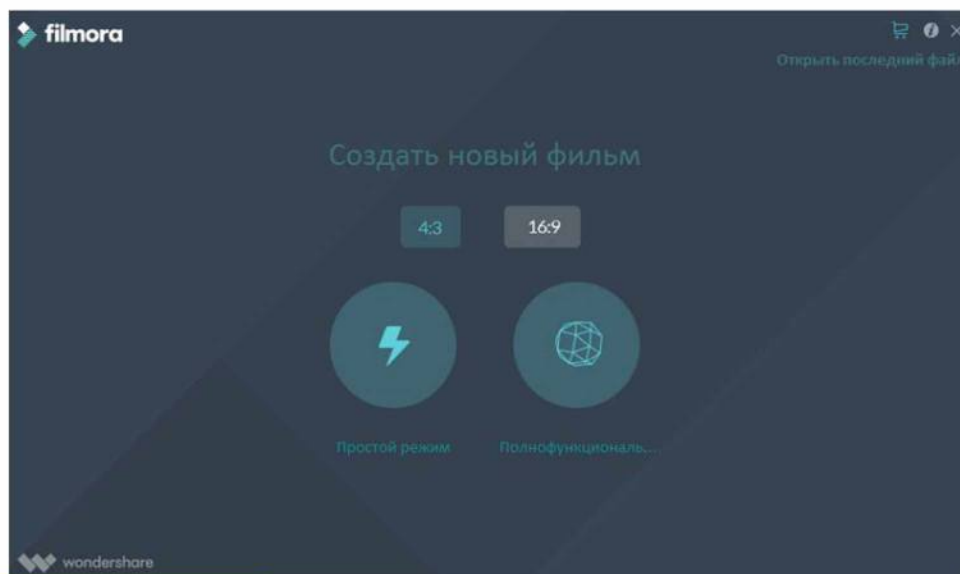 filmora
Открыть последний файл
Создать новый фильм
4:3 16:9
Простой режим Полнофункциональ....
wondershare